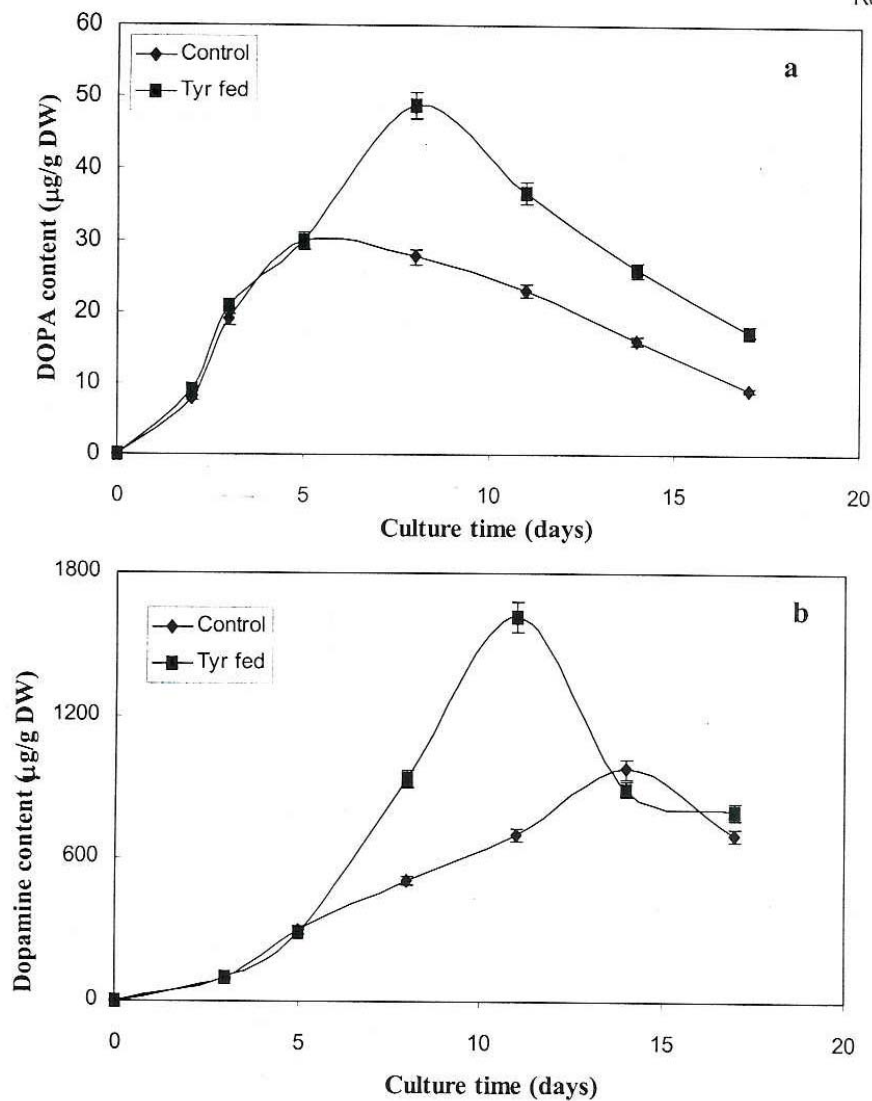 60
Control
Tyr fed
a
50
40
30
20
10
0
DOPA content (μg/g DW)
0 5 10 15 20
Culture time (days)
1800
Control
Tyr fed
b
1200
600
0
Dopamine content (μg/g DW)
0 5 10 15 20
Culture time (days)